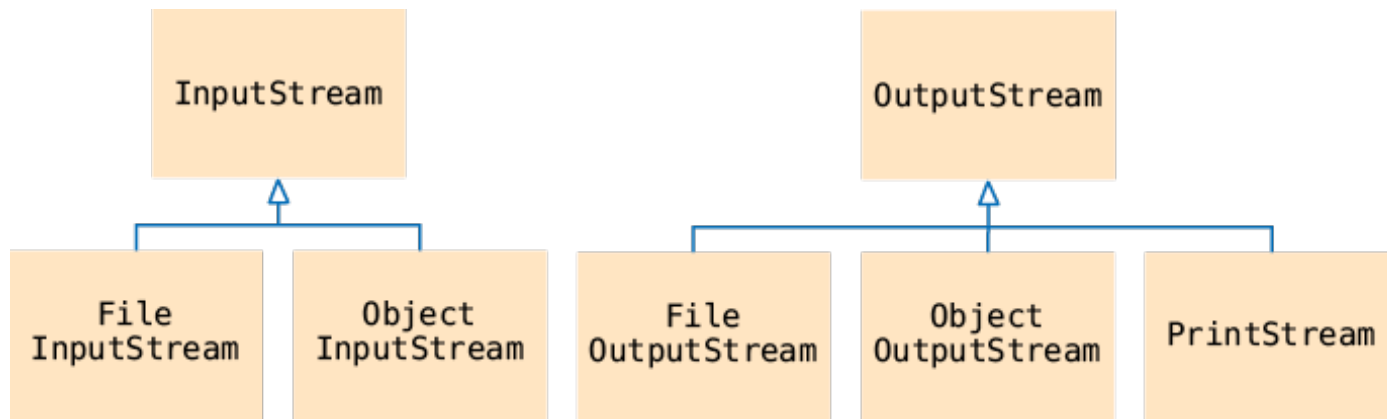 InputStream
OutputStream
File
InputStream
Object
InputStream
File
OutputStream
Object
OutputStream
PrintStream